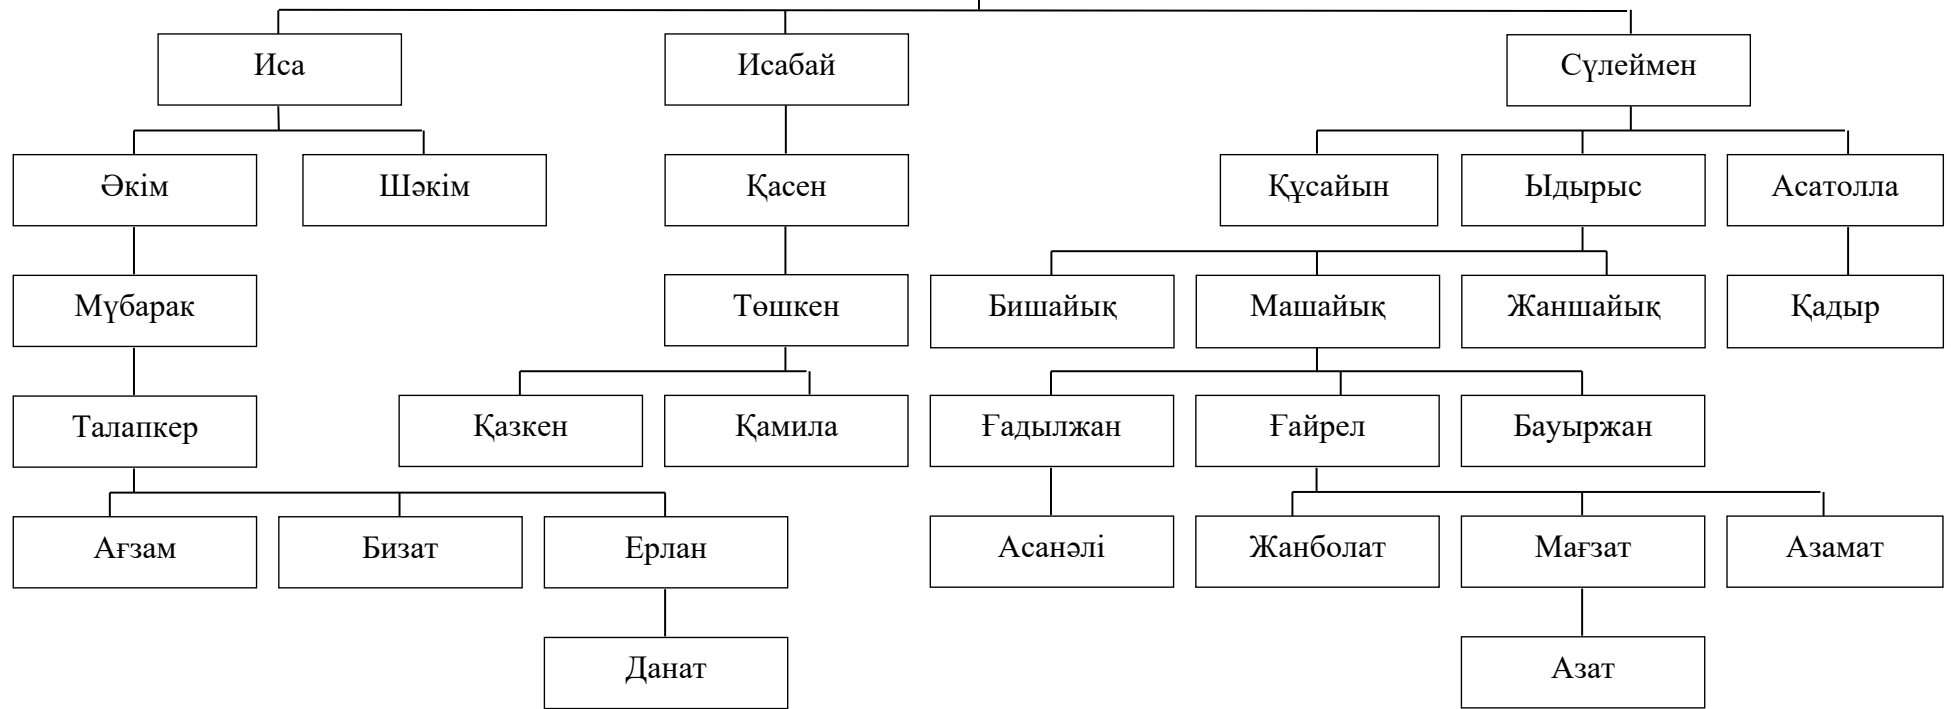 Иса
Исабай
Сүлеймен
Әкім
Шәкім
Қасен
Құсайын
Ыдырыс
Асатолла
Мүбарак
Төшкен
Бишайық
Машайық
Жаншайық
Қадыр
Талапкер
Қазкен
Қамила
Ғадылжан
Ғайрел
Бауыржан
Ағзам
Бизат
Ерлан
Асанәлі
Жанболат
Мағзат
Азамат
Данат
Азат